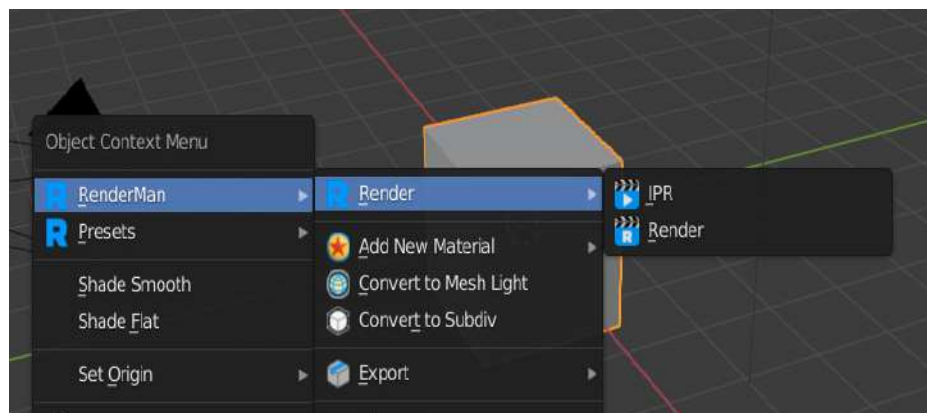 Object Context Menu
RenderMan
Presets
Shade Smooth
Shade Flat
Set Origin
Render
Add New Material
Convert to Mesh Light
Convert to Subdiv
Export
IPR
Render